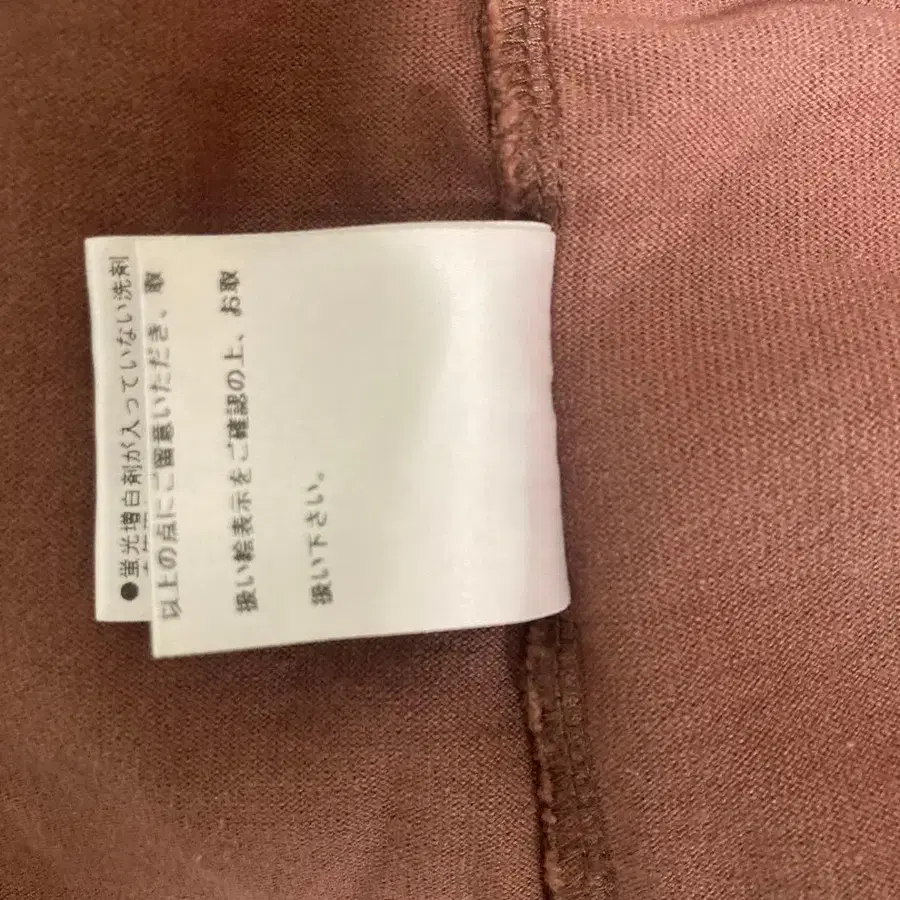 ●蛍光増白剤が入っていない洗剤
以上の点にご留意いただき、取
扱い絵表示をご確認の上、お取
扱い下さい。